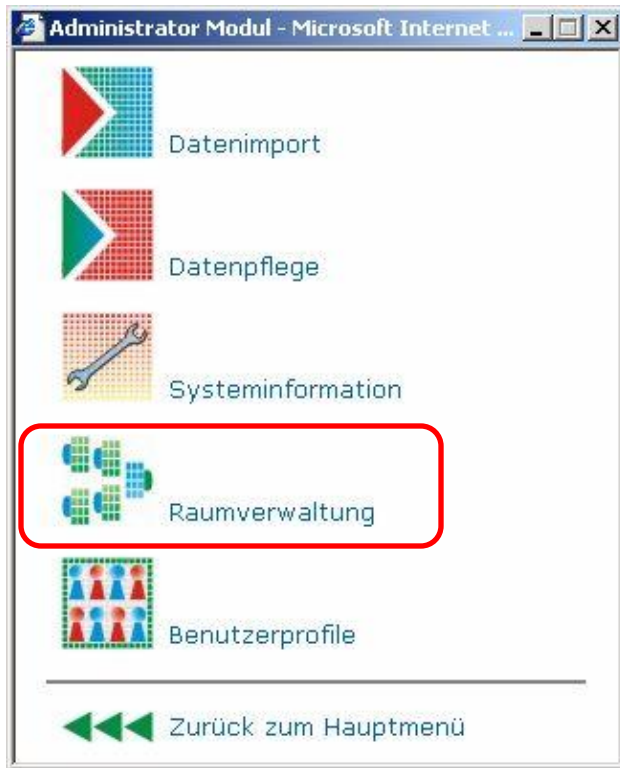 Administrator Modul - Microsoft Internet ...
Datenimport
Datenpflege
Systeminformation
Raumverwaltung
Benutzerprofile
Zurück zum Hauptmenü